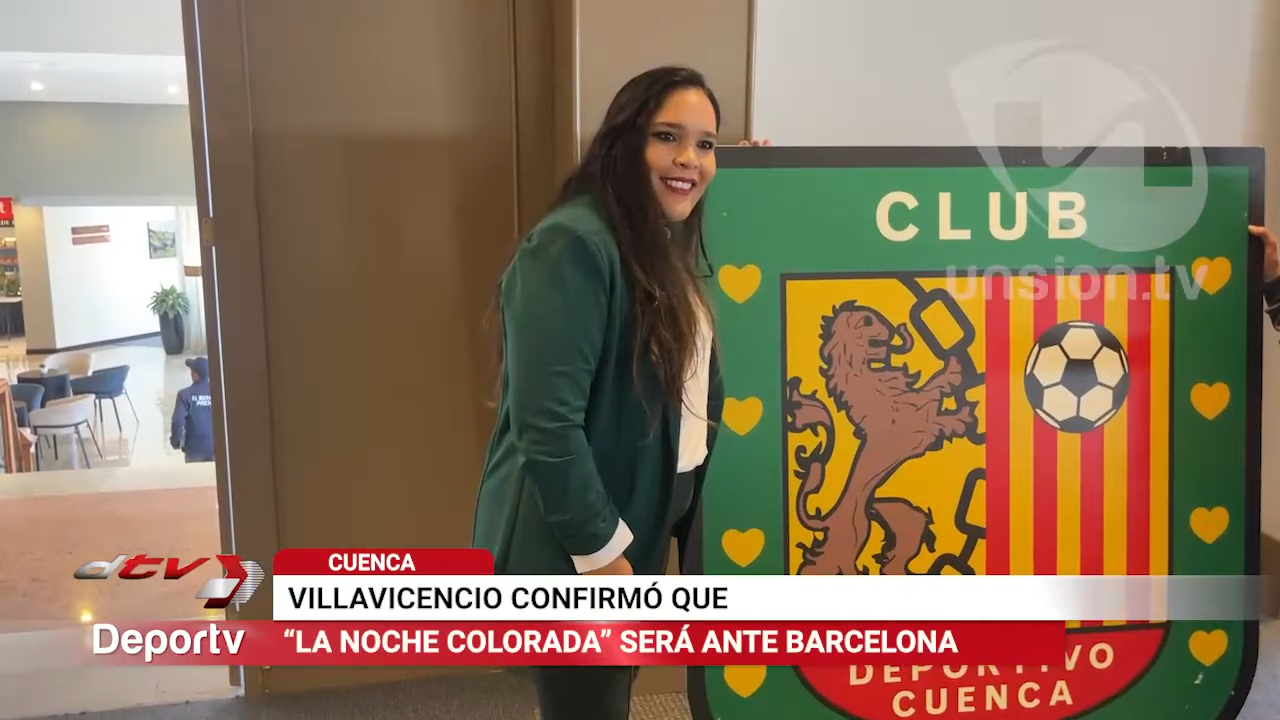 CLUB
unsion.tv
CUENCA
VILLAVICENCIO CONFIRMÓ QUE
“LA NOCHE COLORADA” SERÁ ANTE BARCELONA
dtv
Deportv
DEPORTIVO
CUENCA